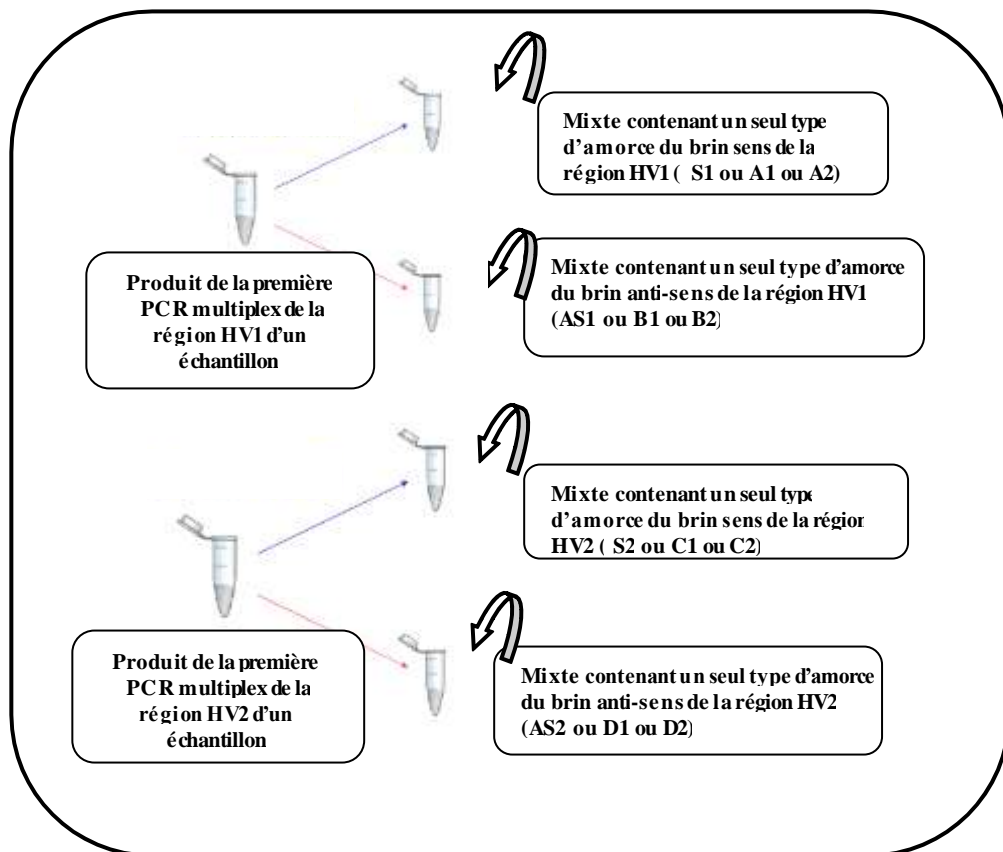 Mixte contenant un seul type
d'amorce du brin sens de la
région HV1 ( S1 ou A1 ou A2)
Produit de la première
PCR multiplex de la
région HV1 d'un
échantillon
Mixte contenant un seul type d'amorce
du brin anti-sens de la région HV1
(AS1 ou B1 ou B2)
Mixte contenant un seul type
d'amorce du brin sens de la région
HV2 ( S2 ou C1 ou C2)
Produit de la première
PCR multiplex de la
région HV2 d'un
échantillon
Mixte contenant un seul type d'amorce
du brin anti-sens de la région HV2
(AS2 ou D1 ou D2)